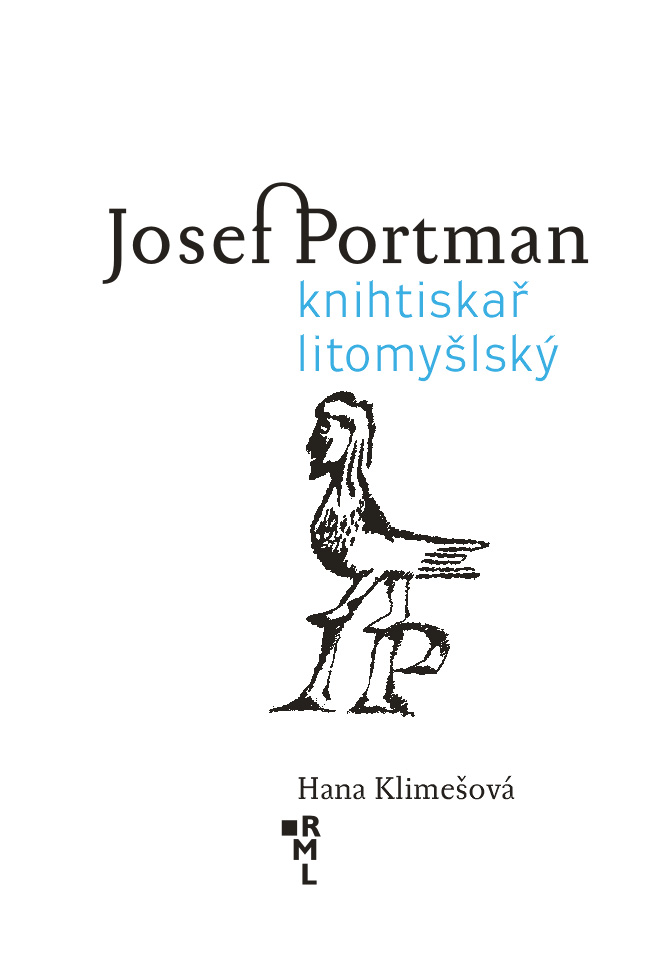 Josef Portman
knihtiskař
litomyšlský
Hana Klimešová
R
M
L